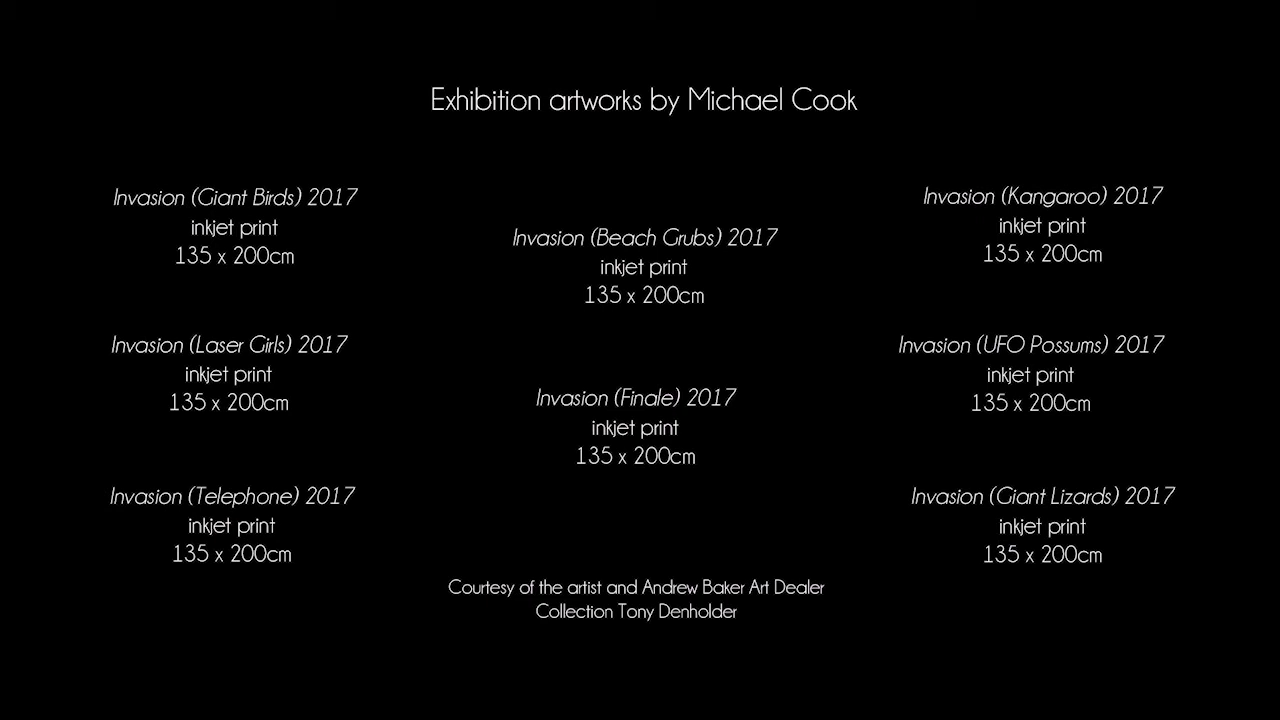 Exhibition artworks by Michael Cook
Invasion (Giant Birds) 2017
inkjet print
135 x 200cm
Invasion (Laser Girls) 2017
inkjet print
135 x 200cm
Invasion (Telephone) 2017
inkjet print
135 x 200cm
Invasion (Beach Grubs) 2017
inkjet print
135 x 200cm
Invasion (Finale) 2017
inkjet print
135 x 200cm
Invasion (Kangaroo) 2017
inkjet print
135 x 200cm
Invasion (UFO Possums) 2017
inkjet print
135 x 200cm
Invasion (Giant Lizards) 2017
inkjet print
135 x 200cm
Courtesy of the artist and Andrew Baker Art Dealer
Collection Tony Denholder